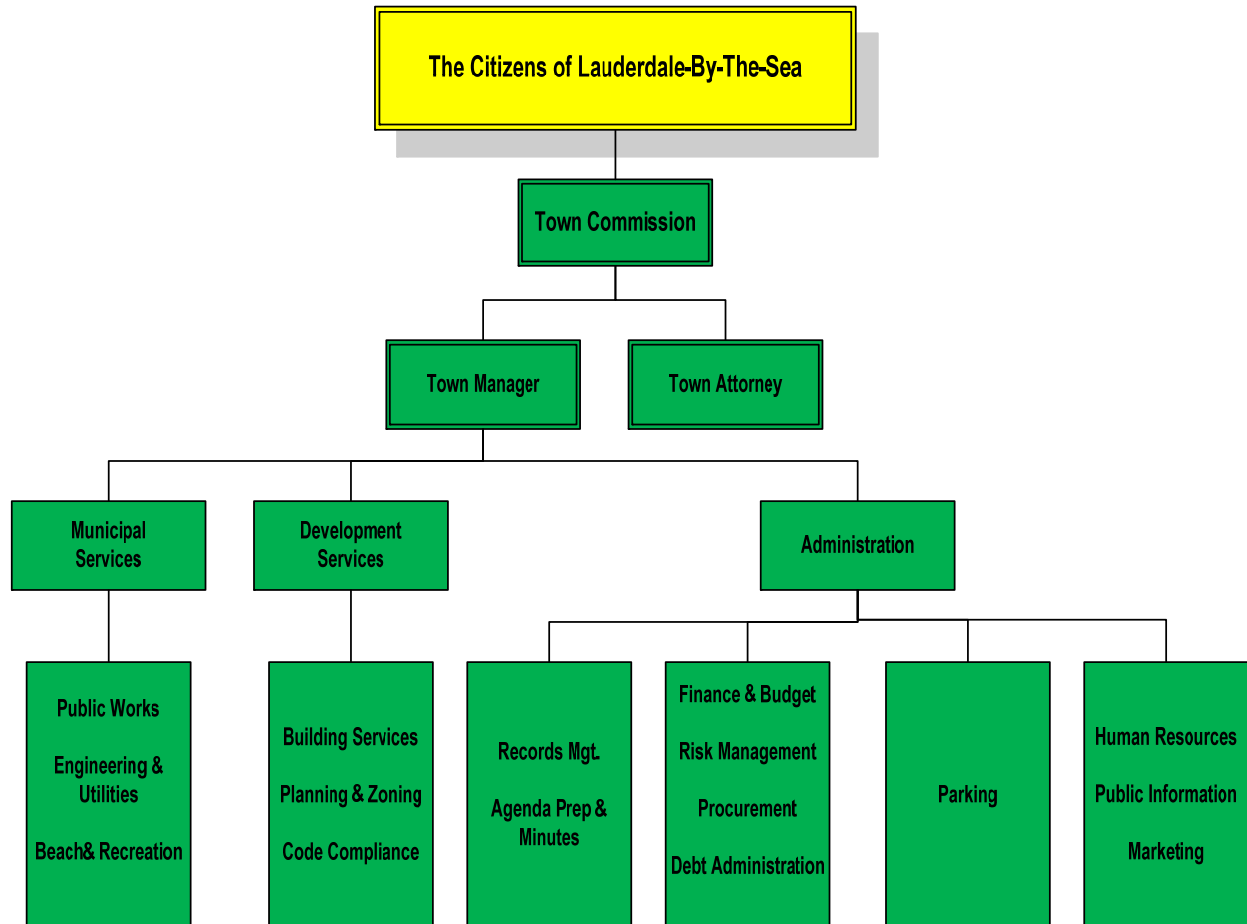 The Citizens of Lauderdale-By-The-Sea
Town Commission
Town Manager
Town Attorney
Municipal
Services
Development
Services
Administration
Public Works
Engineering &
Utilities
Beach& Recreation
Building Services
Planning & Zoning
Code Compliance
Records Mgt.
Agenda Prep &
Minutes
Finance & Budget
Risk Management
Procurement
Debt Administration
Parking
Human Resources
Public Information
Marketing